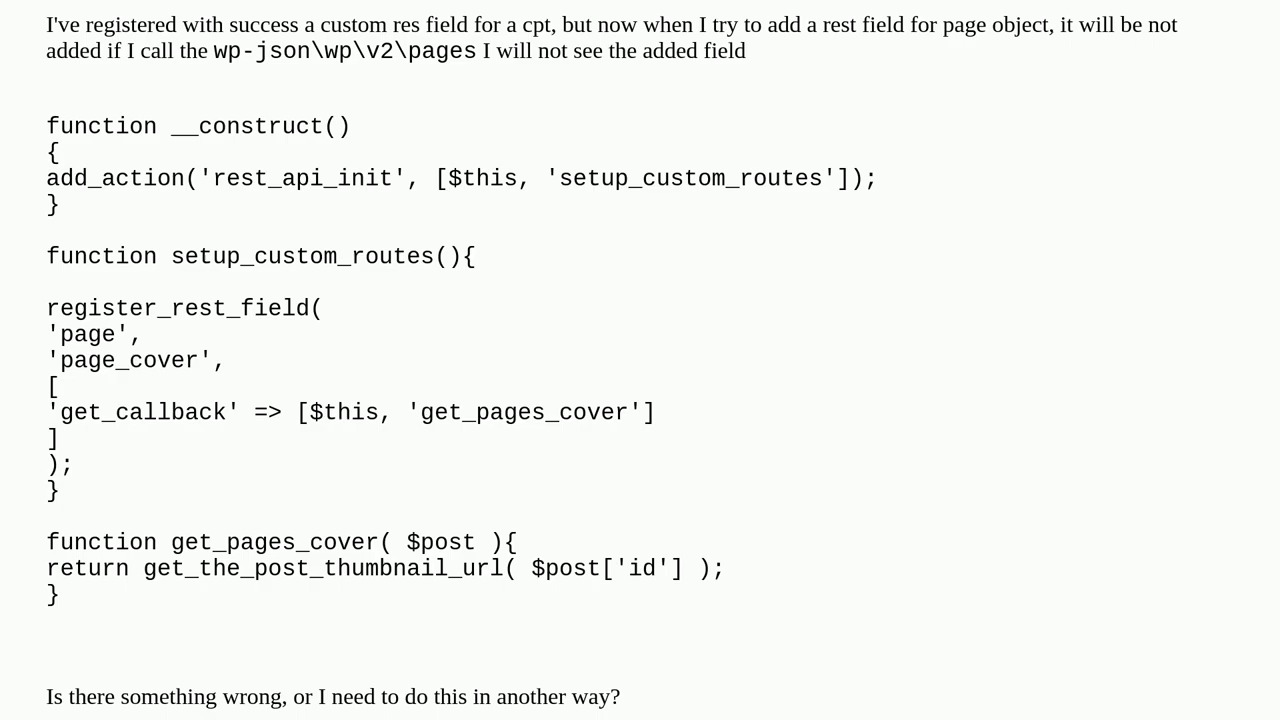 I've registered with success a custom res field for a cpt, but now when I try to add a rest field for page object, it will be not
added if I call the wp-json\wp\v2\pages I will not see the added field
function __construct()
{
add_action('rest_api_init', [$this, 'setup_custom_routes']);
}
function setup_custom_routes(){
register_rest_field(
'page',
'page_cover',
[
'get_callback' => [$this, 'get_pages_cover']
]
);
}
function get_pages_cover( $post ){
return get_the_post_thumbnail_url( $post['id'] );
}
Is there something wrong, or I need to do this in another way?